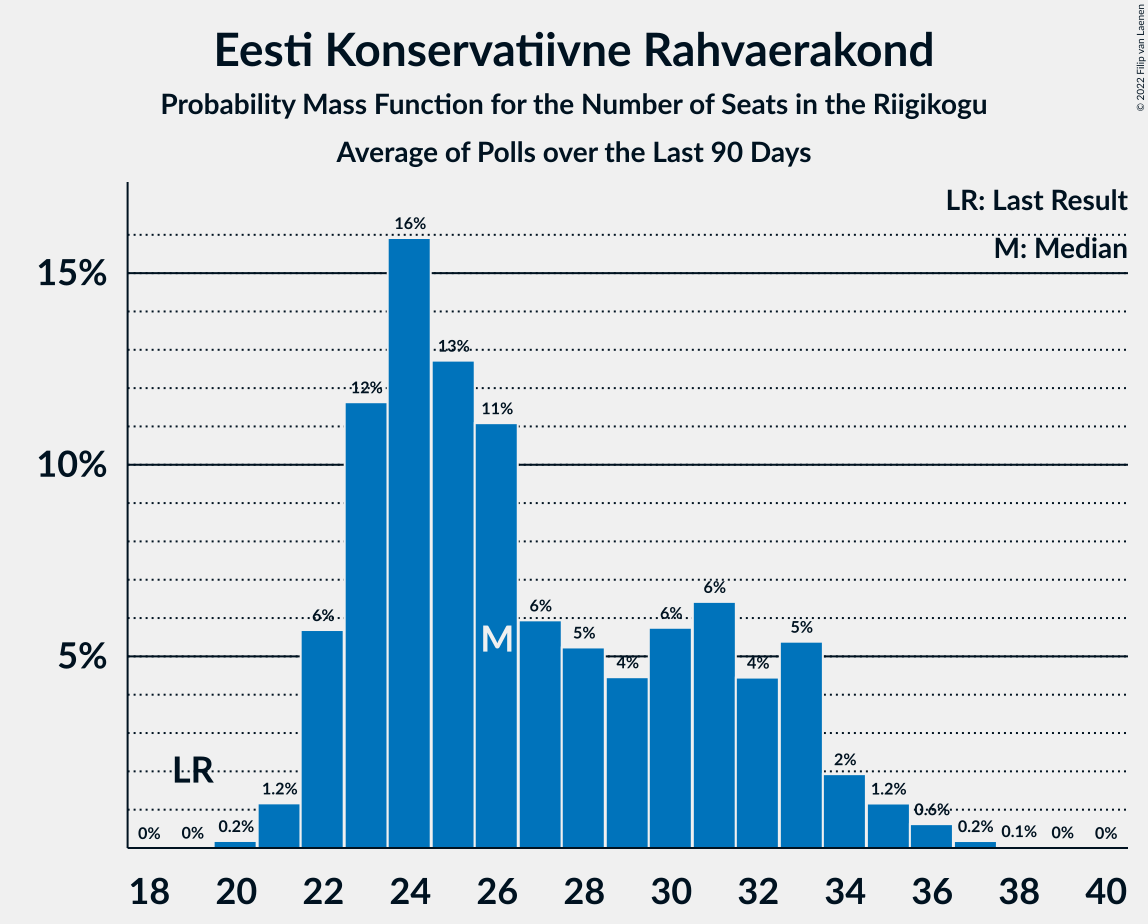 Eesti Konservatiivne Rahvaerakond
Probability Mass Function for the Number of Seats in the Riigikogu
Average of Polls over the Last 90 Days
© 2022 Filip van Laenen
LR: Last Result
M: Median
15%
10%
5%
0%
0%
0.2%
1.2%
6%
12%
16%
13%
11%
6%
5%
4%
6%
6%
4%
5%
2%
1.2%
0.6%
0.2%
0.1%
0%
0%
LR
M
18 20 22 24 26 28 30 32 34 36 38 40